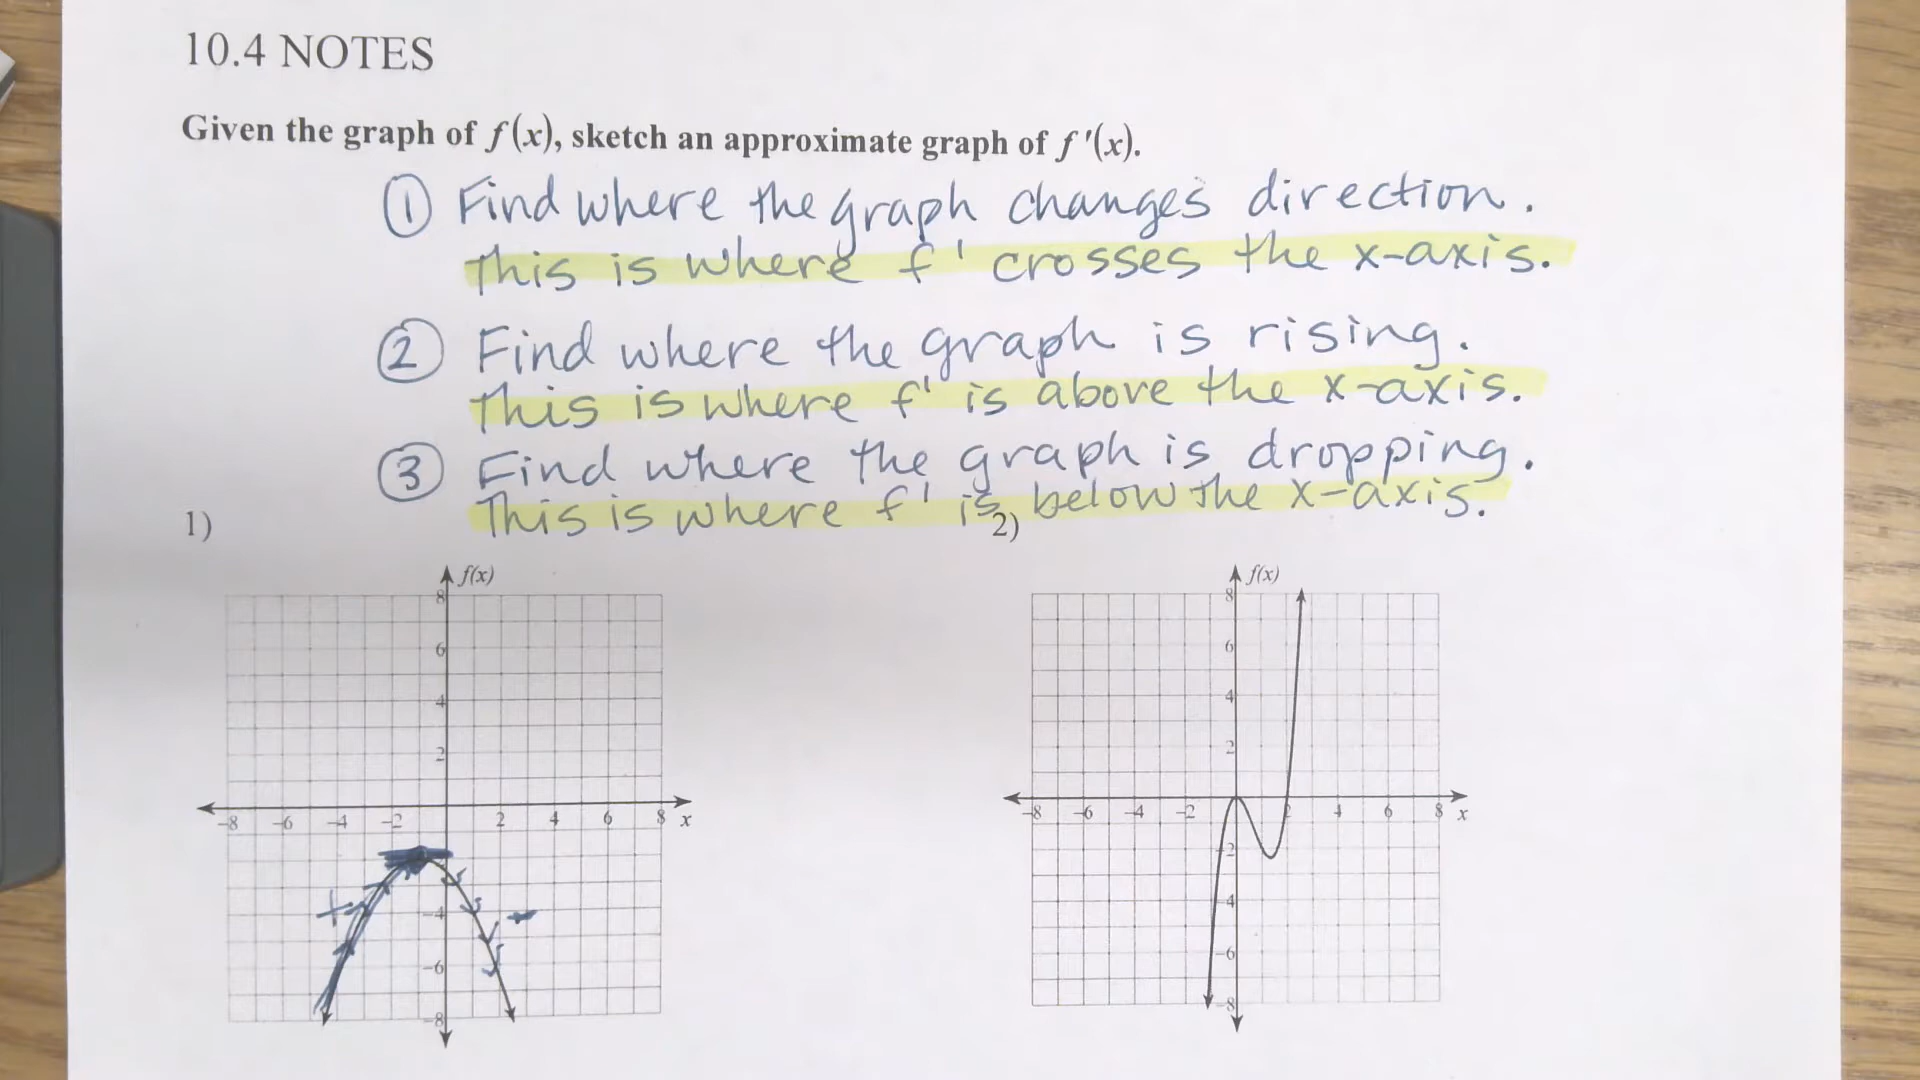 10.4 NOTES
Given the graph of f(x), sketch an approximate graph of f'(x).
① Find where the graph changes direction.
This is where f' crosses the x-axis.
② Find where the graph is rising.
This is where f' is above the x-axis.
③ Find where the graph is dropping.
This is where f' is below the x-axis.
1)
2)
f(x)
8
6
4
2
-8 -6 -4 -2 2 4 6 8 x
+ -4 -
-6
-8
f(x)
8
6
4
2
-8 -6 -4 -2 2 4 6 8 x
-2
-4
-6
-8